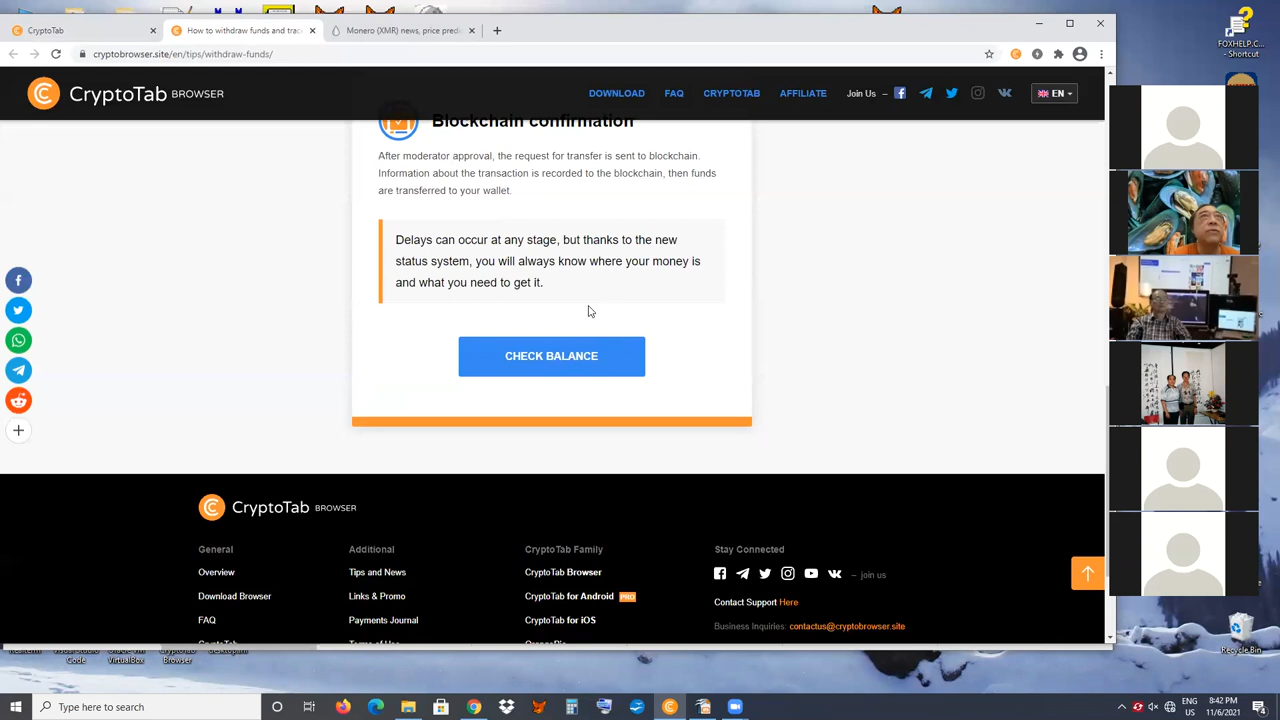 CryptoTab
How to withdraw funds and trac
Monero (XMR) news, price predi
cryptobrowser.site/en/tips/withdraw-funds/
CryptoTab BROWSER
DOWNLOAD FAQ CRYPTOTAB AFFILIATE Join Us – EN
Blockchain confirmation
After moderator approval, the request for transfer is sent to blockchain.
Information about the transaction is recorded to the blockchain, then funds
are transferred to your wallet.
Delays can occur at any stage, but thanks to the new
status system, you will always know where your money is
and what you need to get it.
CHECK BALANCE
CryptoTab BROWSER
General Additional CryptoTab Family Stay Connected
Overview Tips and News CryptoTab Browser – join us
Download Browser Links & Promo CryptoTab for Android PRO Contact Support Here
FAQ Payments Journal CryptoTab for iOS Business Inquiries: contactus@cryptobrowser.site
FOXHELP.C...
- Shortcut
Code Virtualbox Browser
Recycle Bin
Type here to search
ENG
US
8:42 PM
11/6/2021
4